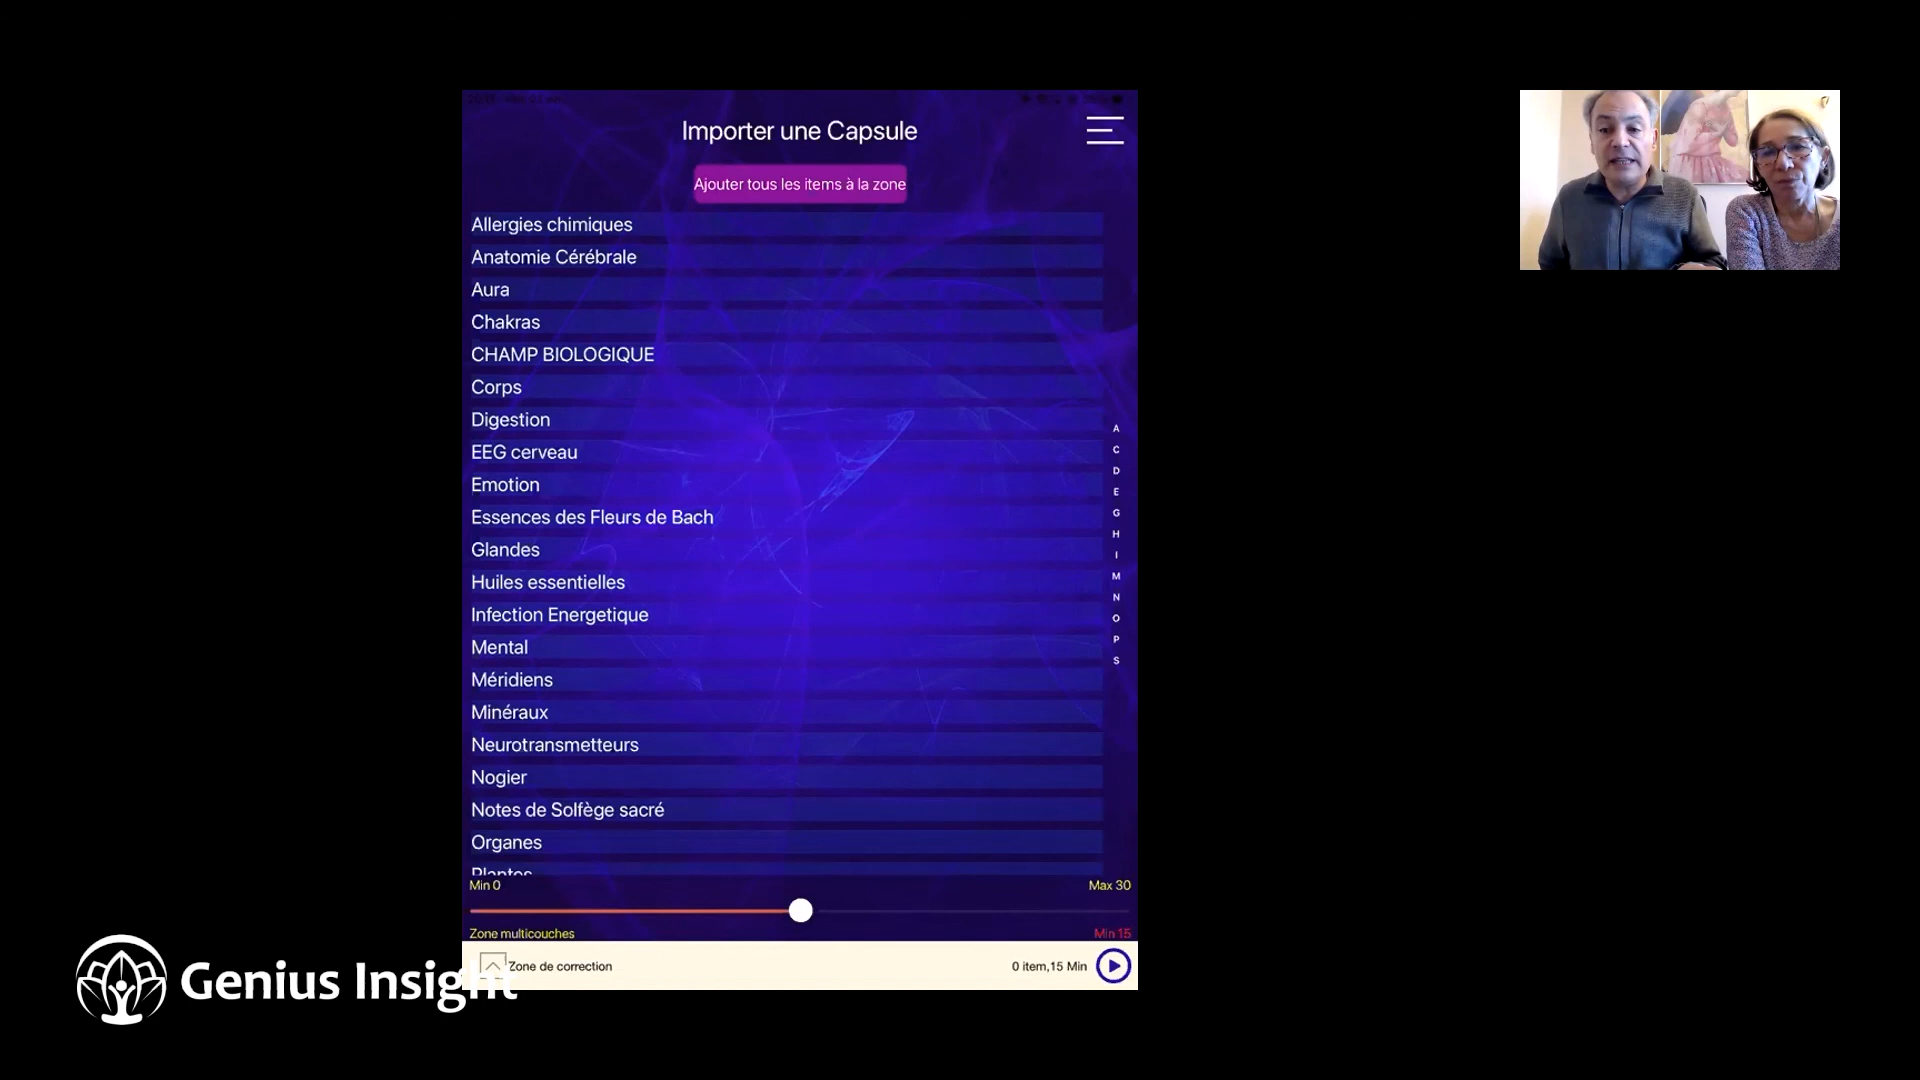 Importer une Capsule
Ajouter tous les items à la zone
Allergies chimiques
Anatomie Cérébrale
Aura
Chakras
CHAMP BIOLOGIQUE
Corps
Digestion
EEG cerveau
Emotion
Essences des Fleurs de Bach
Glandes
Huiles essentielles
Infection Energetique
Mental
Méridiens
Minéraux
Neurotransmetteurs
Nogier
Notes de Solfège sacré
Organes
Plantes
A
C
D
E
G
H
I
M
N
O
P
S
Min 0 Max 30
Zone multicouches Min 15
Zone de correction 0 item,15 Min
Genius Insight